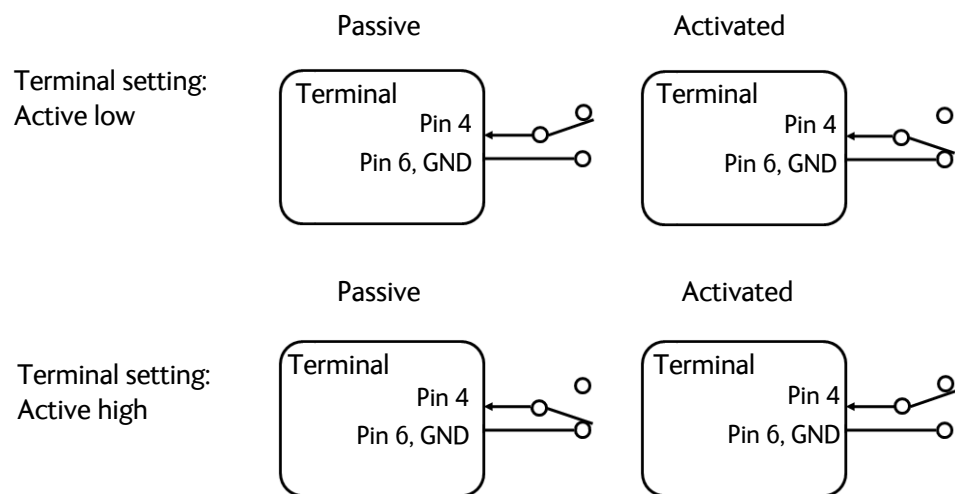 Passive
Activated
Terminal setting:
Active low
Terminal
Pin 4
Pin 6, GND
Terminal
Pin 4
Pin 6, GND
Passive
Activated
Terminal setting:
Active high
Terminal
Pin 4
Pin 6, GND
Terminal
Pin 4
Pin 6, GND